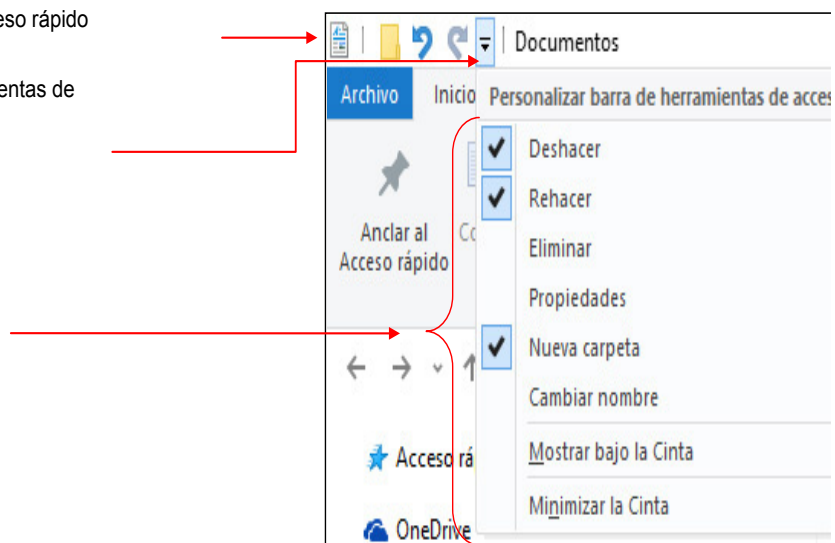 eso rápido
entas de
Documentos
Archivo Inicio
Personalizar barra de herramientas de acces
Deshacer
Rehacer
Eliminar
Propiedades
Nueva carpeta
Cambiar nombre
Mostrar bajo la Cinta
Minimizar la Cinta
Anclar al
Acceso rápido
Co
Acceso rá
OneDrive